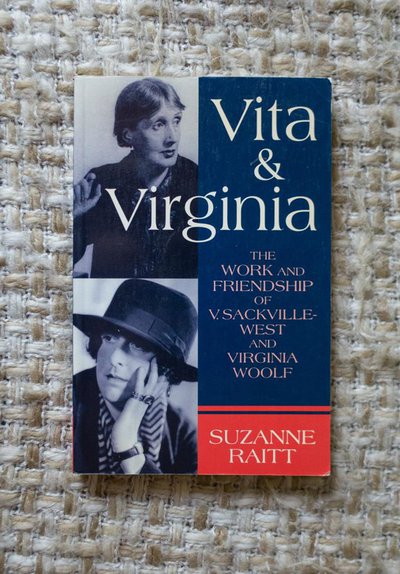 Vita
&
Virginia
THE
WORK AND
FRIENDSHIP
OF
V. SACKVILLE-
WEST
AND
VIRGINIA
WOOLF
SUZANNE
RAITT